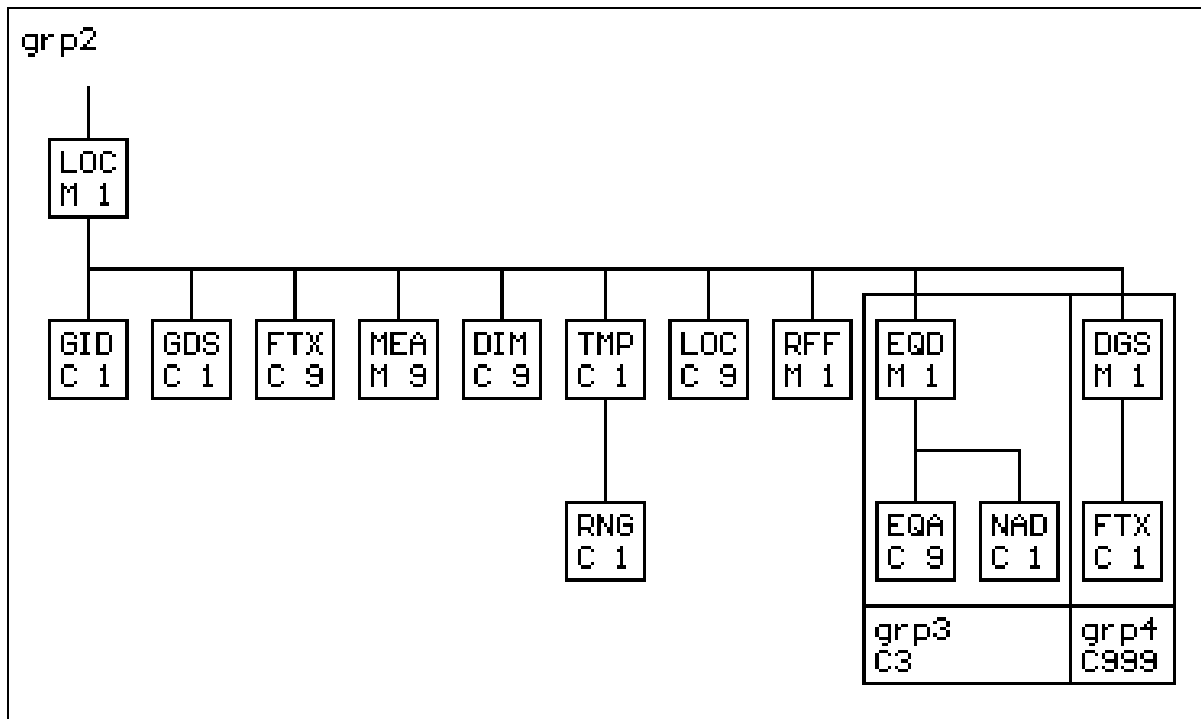 grp2
LOC
M 1
GID
C 1
GDS
C 1
FTX
C 9
MEA
M 9
DIM
C 9
TMP
C 1
LOC
C 9
RFF
M 1
EQD
M 1
DGS
M 1
RNG
C 1
EQA
C 9
NAD
C 1
FTX
C 1
grp3
C3
grp4
C999